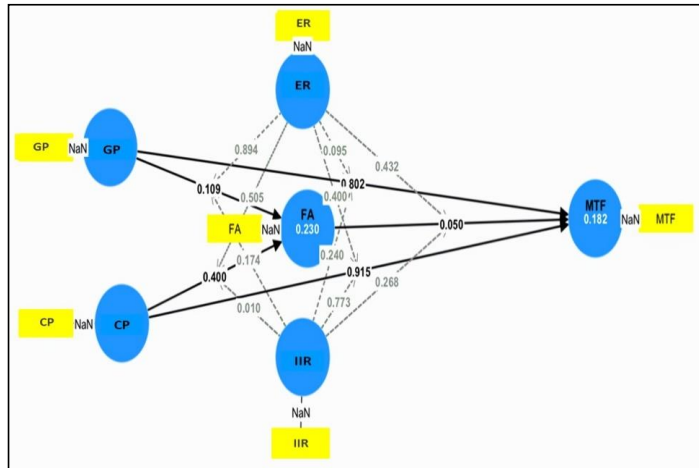 ER
NaN
ER
GP
NaN
GP
0.894
0.095
0.432
0.109
0.802
0.505
0.400
FA
NaN
FA
0.230
0.050
MTF
0.182
NaN
MTF
0.174
0.240
0.400
0.915
0.268
CP
NaN
CP
0.010
0.773
IIR
NaN
IIR